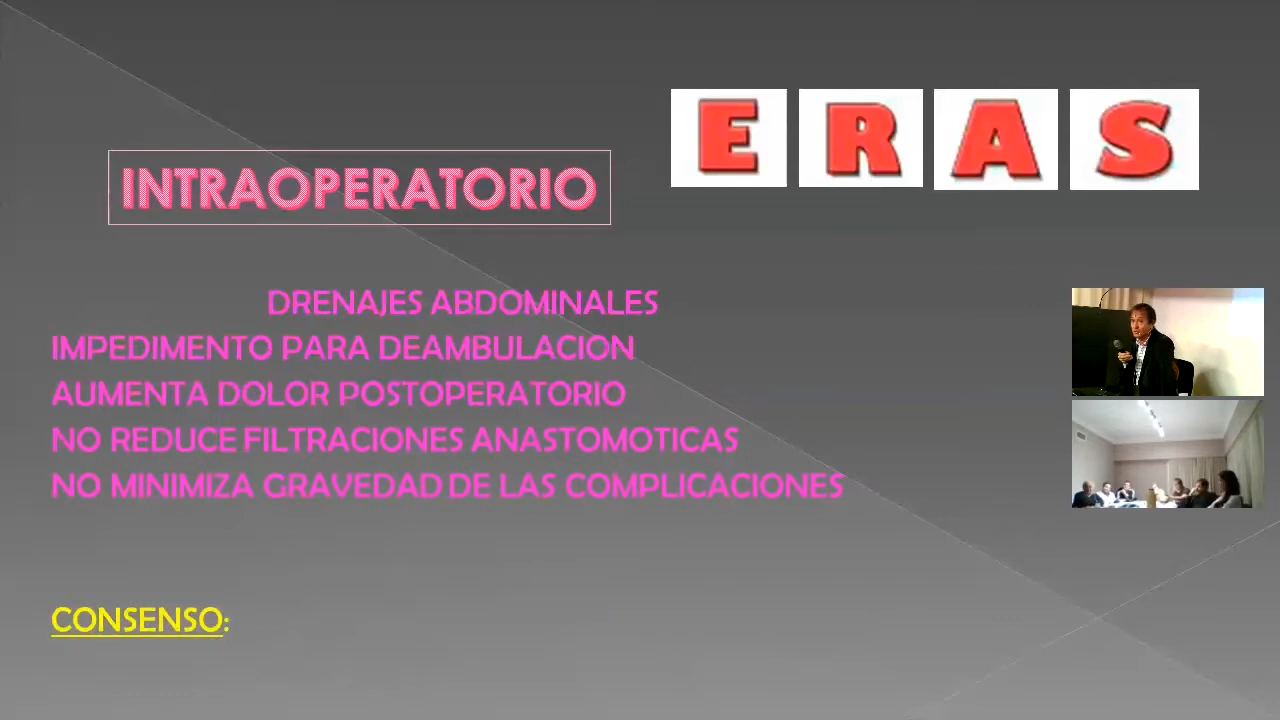 ERAS
INTRAOPERATORIO
DRENAJES ABDOMINALES
IMPEDIMENTO PARA DEAMBULACION
AUMENTA DOLOR POSTOPERATORIO
NO REDUCE FILTRACIONES ANASTOMOTICAS
NO MINIMIZA GRAVEDAD DE LAS COMPLICACIONES
CONSENSO: